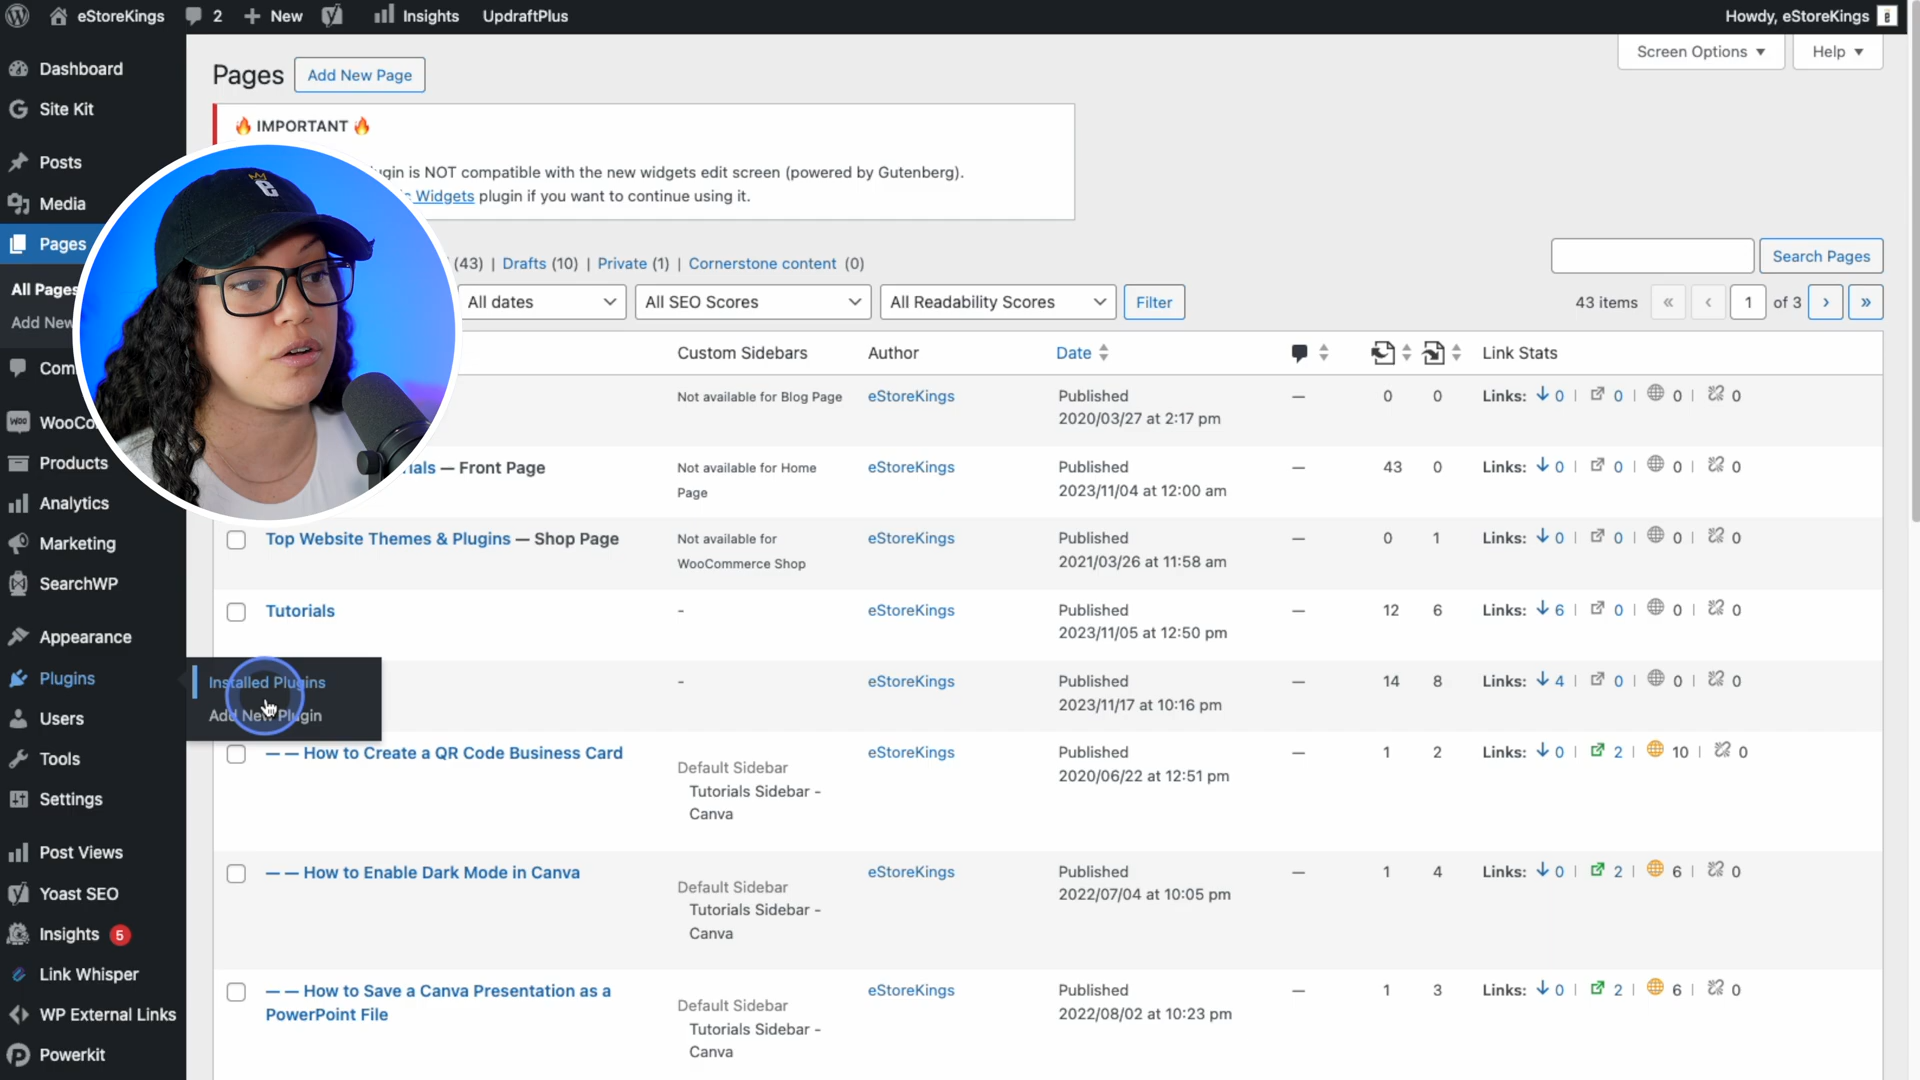 eStoreKings
2
New
Insights
UpdraftPlus
Howdy, eStoreKings
Dashboard
Site Kit
Posts
Media
Pages
All Pages
Add New
Com
WooCo
Products
Analytics
Marketing
SearchWP
Appearance
Plugins
Users
Tools
Settings
Post Views
Yoast SEO
Insights 5
Link Whisper
WP External Links
Powerkit
Installed Plugins
Add New Plugin
Pages
Add New Page
Screen Options
Help
🔥 IMPORTANT 🔥
ugin is NOT compatible with the new widgets edit screen (powered by Gutenberg).
Widgets plugin if you want to continue using it.
(43) | Drafts (10) | Private (1) | Cornerstone content (0)
Search Pages
All dates
All SEO Scores
All Readability Scores
Filter
43 items « ‹ 1 of 3 › »
Custom Sidebars Author Date Link Stats
Not available for Blog Page eStoreKings Published — 0 0 Links: 0 | 0 | 0 | 0
2020/03/27 at 2:17 pm
ials — Front Page Not available for Home eStoreKings Published — 43 0 Links: 0 | 0 | 0 | 0
Page 2023/11/04 at 12:00 am
Top Website Themes & Plugins — Shop Page Not available for eStoreKings Published — 0 1 Links: 0 | 0 | 0 | 0
WooCommerce Shop 2021/03/26 at 11:58 am
Tutorials - eStoreKings Published — 12 6 Links: 6 | 0 | 0 | 0
2023/11/05 at 12:50 pm
- eStoreKings Published — 14 8 Links: 4 | 0 | 0 | 0
2023/11/17 at 10:16 pm
— — How to Create a QR Code Business Card Default Sidebar eStoreKings Published — 1 2 Links: 0 | 2 | 10 | 0
Tutorials Sidebar - 2020/06/22 at 12:51 pm
Canva
— — How to Enable Dark Mode in Canva Default Sidebar eStoreKings Published — 1 4 Links: 0 | 2 | 6 | 0
Tutorials Sidebar - 2022/07/04 at 10:05 pm
Canva
— — How to Save a Canva Presentation as a Default Sidebar eStoreKings Published — 1 3 Links: 0 | 2 | 6 | 0
PowerPoint File Tutorials Sidebar - 2022/08/02 at 10:23 pm
Canva